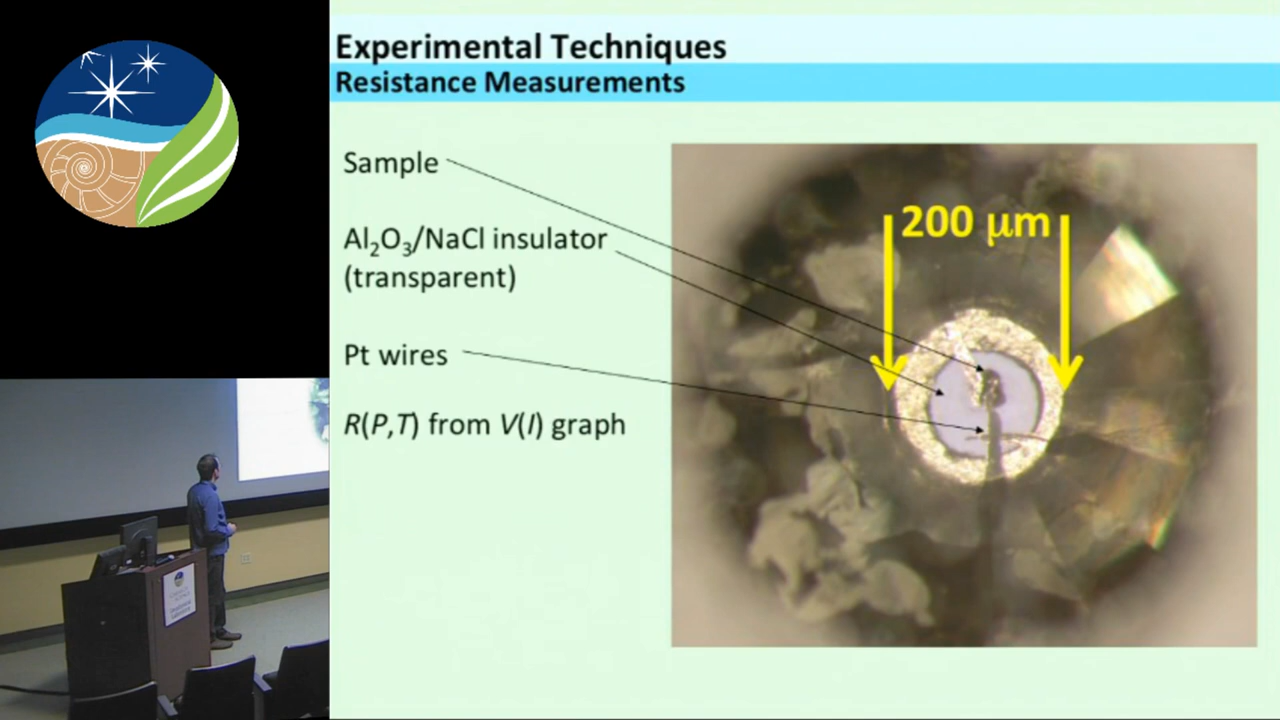 Experimental Techniques
Resistance Measurements
Sample
Al₂O₃/NaCl insulator
(transparent)
Pt wires
R(P,T) from V(I) graph
200 μm